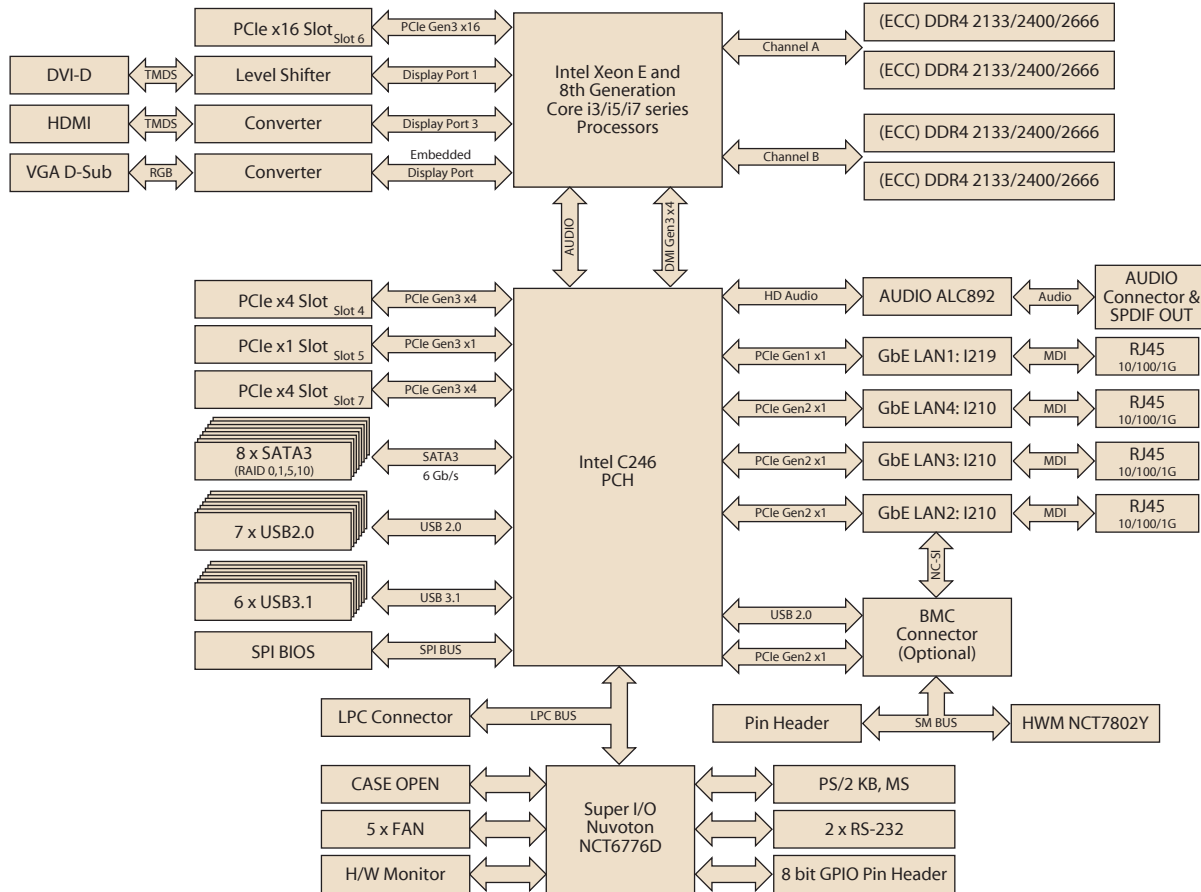 PCIe x16 Slot Slot 6
PCIe Gen3 x16
DVI-D
TMDS
Level Shifter
Display Port 1
HDMI
TMDS
Converter
Display Port 3
VGA D-Sub
RGB
Converter
Embedded
Display Port
Intel Xeon E and
8th Generation
Core i3/i5/i7 series
Processors
Channel A
(ECC) DDR4 2133/2400/2666
(ECC) DDR4 2133/2400/2666
Channel B
(ECC) DDR4 2133/2400/2666
(ECC) DDR4 2133/2400/2666
AUDIO
DMI Gen3 x4
PCIe x4 Slot Slot 4
PCIe Gen3 x4
PCIe x1 Slot Slot 5
PCIe Gen3 x1
PCIe x4 Slot Slot 7
PCIe Gen3 x4
8 x SATA3
(RAID 0,1,5,10)
SATA3
6 Gb/s
7 x USB2.0
USB 2.0
6 x USB3.1
USB 3.1
SPI BIOS
SPI BUS
Intel C246
PCH
HD Audio
AUDIO ALC892
Audio
AUDIO
Connector &
SPDIF OUT
PCIe Gen1 x1
GbE LAN1: I219
MDI
RJ45
10/100/1G
PCIe Gen2 x1
GbE LAN4: I210
MDI
RJ45
10/100/1G
PCIe Gen2 x1
GbE LAN3: I210
MDI
RJ45
10/100/1G
PCIe Gen2 x1
GbE LAN2: I210
MDI
RJ45
10/100/1G
NC-SI
USB 2.0
PCIe Gen2 x1
BMC
Connector
(Optional)
LPC Connector
LPC BUS
Pin Header
SM BUS
HWM NCT7802Y
CASE OPEN
5 x FAN
H/W Monitor
Super I/O
Nuvoton
NCT6776D
PS/2 KB, MS
2 x RS-232
8 bit GPIO Pin Header